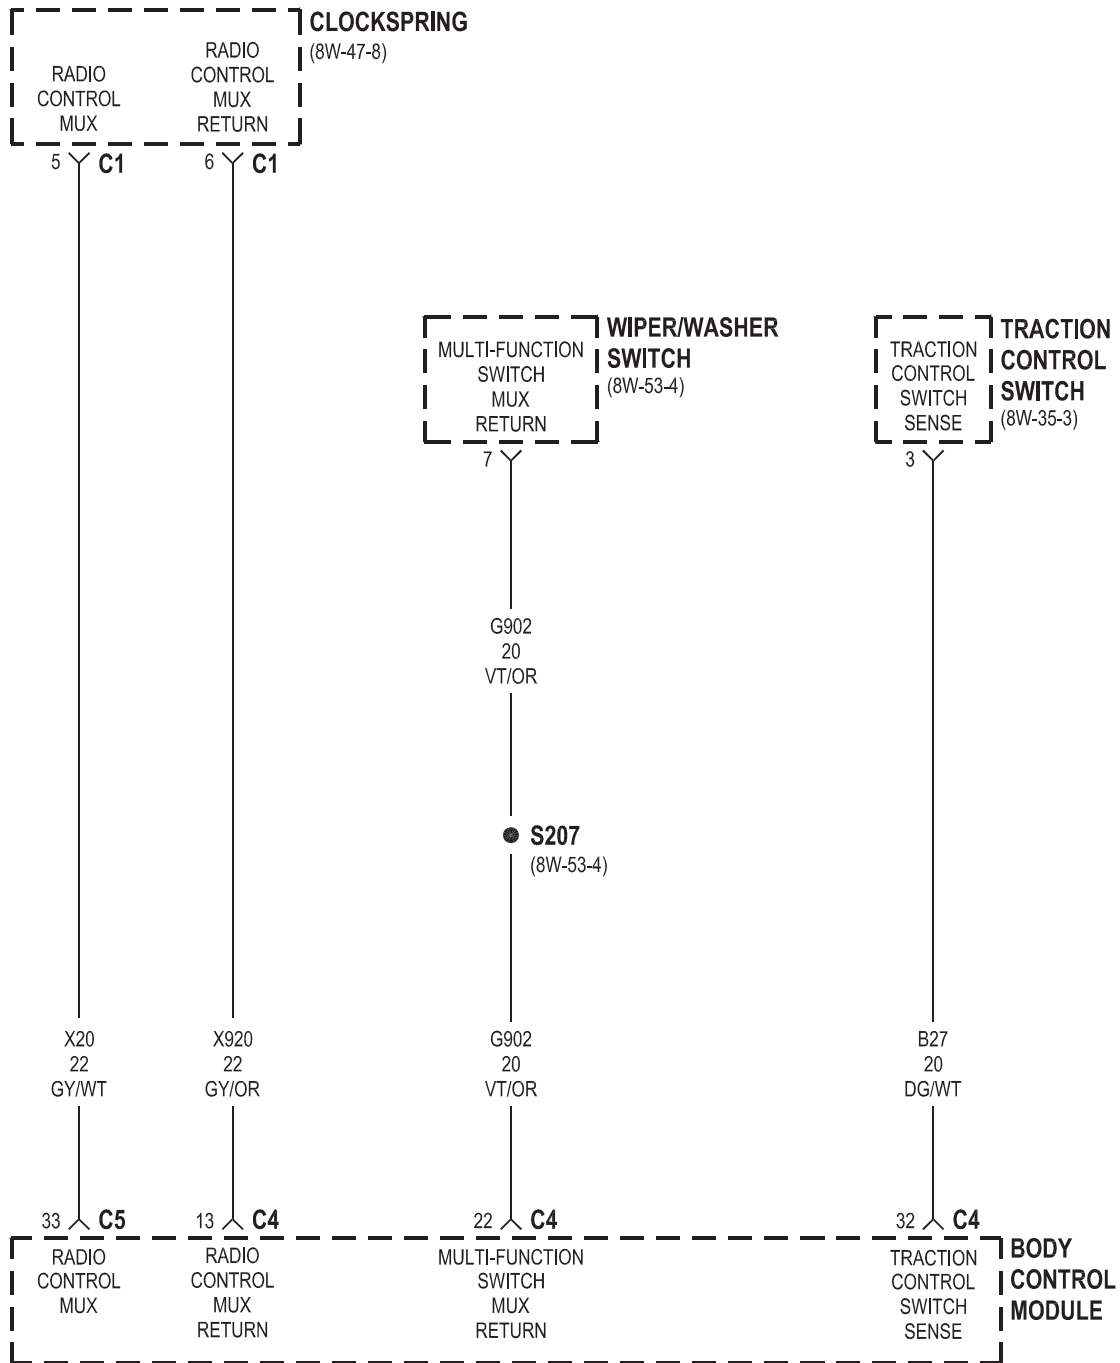 CLOCKSPRING
(8W-47-8)
RADIO
CONTROL
MUX
RADIO
CONTROL
MUX
RETURN
5 C1
6 C1
WIPER/WASHER
SWITCH
(8W-53-4)
MULTI-FUNCTION
SWITCH
MUX
RETURN
7
TRACTION
CONTROL
SWITCH
(8W-35-3)
TRACTION
CONTROL
SWITCH
SENSE
3
G902
20
VT/OR
S207
(8W-53-4)
X20
22
GY/WT
X920
22
GY/OR
G902
20
VT/OR
B27
20
DG/WT
33 C5
13 C4
22 C4
32 C4
RADIO
CONTROL
MUX
RADIO
CONTROL
MUX
RETURN
MULTI-FUNCTION
SWITCH
MUX
RETURN
TRACTION
CONTROL
SWITCH
SENSE
BODY
CONTROL
MODULE